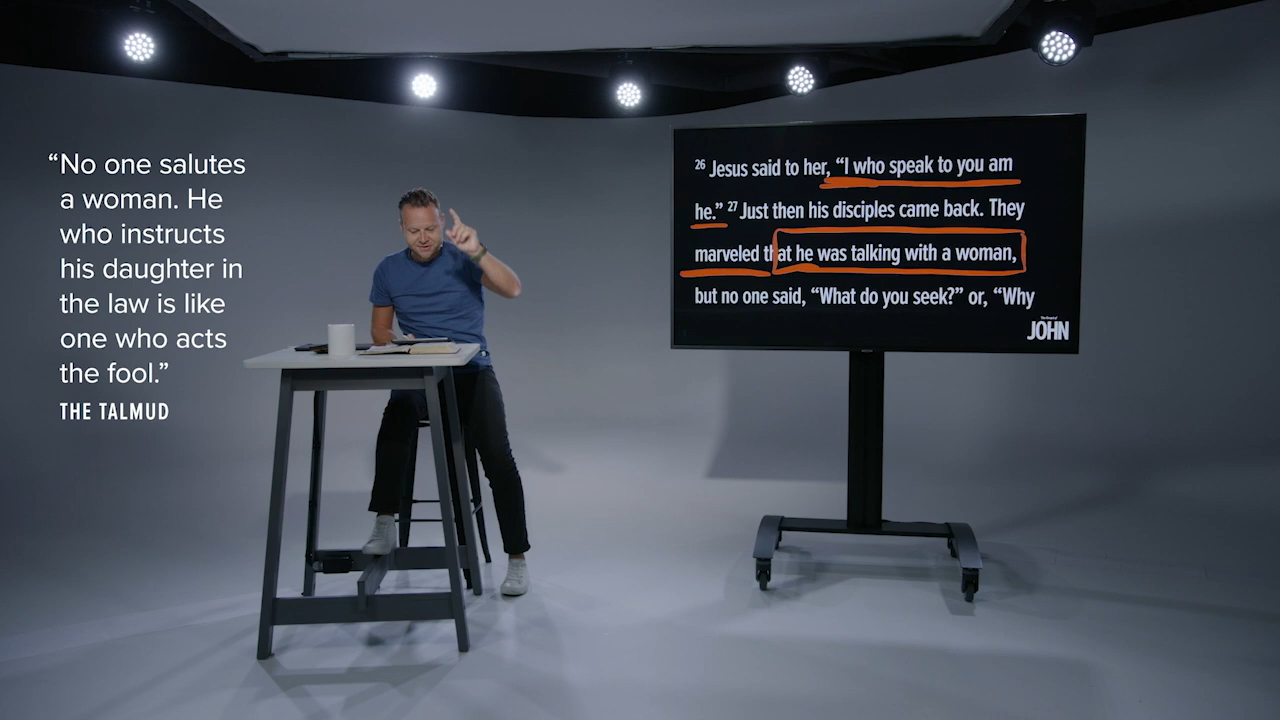 “No one salutes
a woman. He
who instructs
his daughter in
the law is like
one who acts
the fool.”
THE TALMUD
26 Jesus said to her, “I who speak to you am
he.” 27 Just then his disciples came back. They
marveled that he was talking with a woman,
but no one said, “What do you seek?” or, “Why
The Gospel of
JOHN